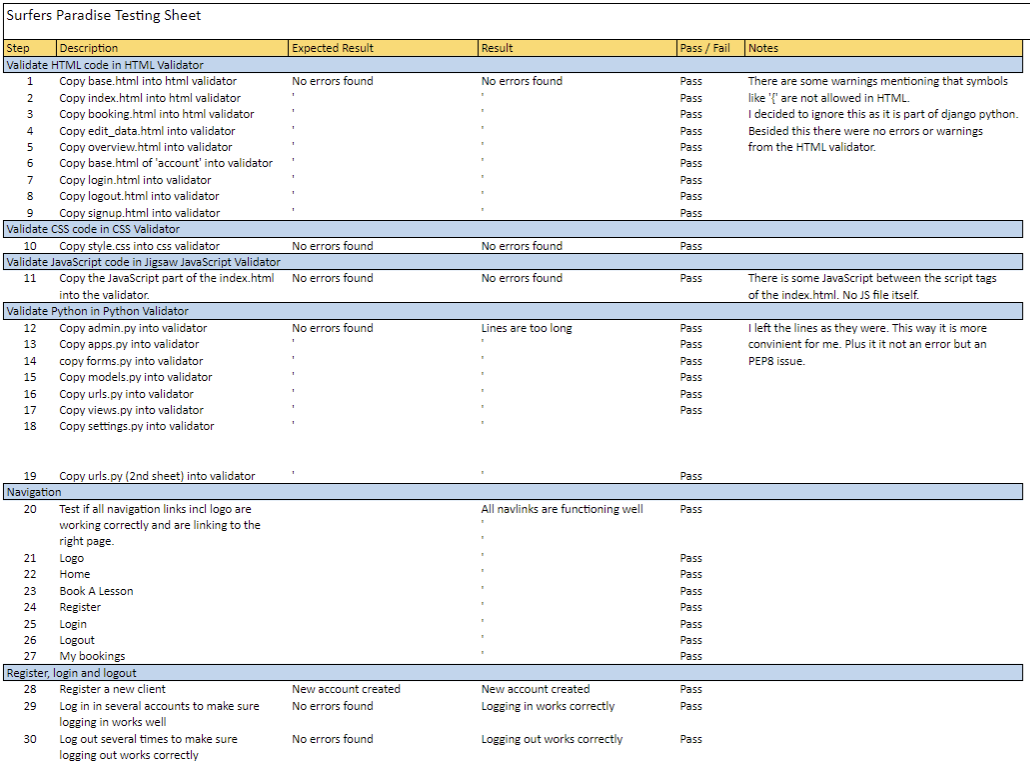 Surfers Paradise Testing Sheet
Step Description Expected Result Result Pass / Fail Notes
Validate HTML code in HTML Validator
1 Copy base.html into html validator No errors found No errors found Pass There are some warnings mentioning that symbols
2 Copy index.html into html validator ' ' Pass like '{' are not allowed in HTML.
3 Copy booking.html into html validator ' ' Pass I decided to ignore this as it is part of django python.
4 Copy edit_data.html into validator ' ' Pass Besided this there were no errors or warnings
5 Copy overview.html into validator ' ' Pass from the HTML validator.
6 Copy base.html of 'account' into validator ' ' Pass
7 Copy login.html into validator ' ' Pass
8 Copy logout.html into validator ' ' Pass
9 Copy signup.html into validator ' ' Pass
Validate CSS code in CSS Validator
10 Copy style.css into css validator No errors found No errors found Pass
Validate JavaScript code in Jigsaw JavaScript Validator
11 Copy the JavaScript part of the index.html No errors found No errors found Pass There is some JavaScript between the script tags
into the validator. of the index.html. No JS file itself.
Validate Python in Python Validator
12 Copy admin.py into validator No errors found Lines are too long Pass I left the lines as they were. This way it is more
13 Copy apps.py into validator ' ' Pass convinient for me. Plus it it not an error but an
14 copy forms.py into validator ' ' Pass PEP8 issue.
15 Copy models.py into validator ' ' Pass
16 Copy urls.py into validator ' ' Pass
17 Copy views.py into validator ' ' Pass
18 Copy settings.py into validator ' '
19 Copy urls.py (2nd sheet) into validator ' ' Pass
Navigation
20 Test if all navigation links incl logo are All navlinks are functioning well Pass
working correctly and are linking to the '
right page. '
21 Logo ' Pass
22 Home ' Pass
23 Book A Lesson ' Pass
24 Register ' Pass
25 Login ' Pass
26 Logout ' Pass
27 My bookings ' Pass
Register, login and logout
28 Register a new client New account created New account created Pass
29 Log in in several accounts to make sure No errors found Logging in works correctly Pass
logging in works well
30 Log out several times to make sure No errors found Logging out works correctly Pass
logging out works correctly